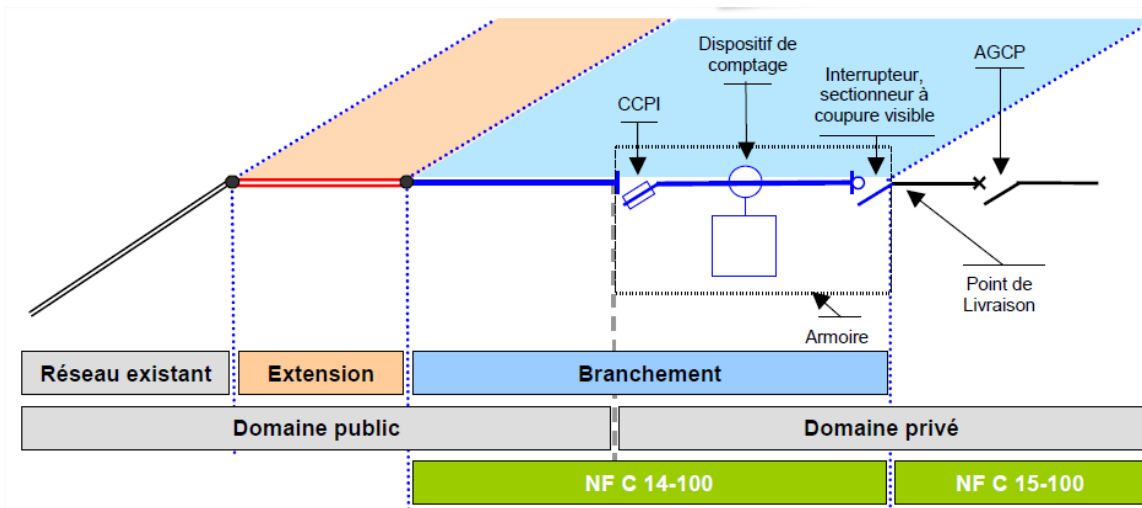 Dispositif de
comptage
AGCP
Interrupteur,
sectionneur à
coupure visible
CCPI
Point de
Livraison
Armoire
Réseau existant
Extension
Branchement
Domaine public
Domaine privé
NF C 14-100
NF C 15-100